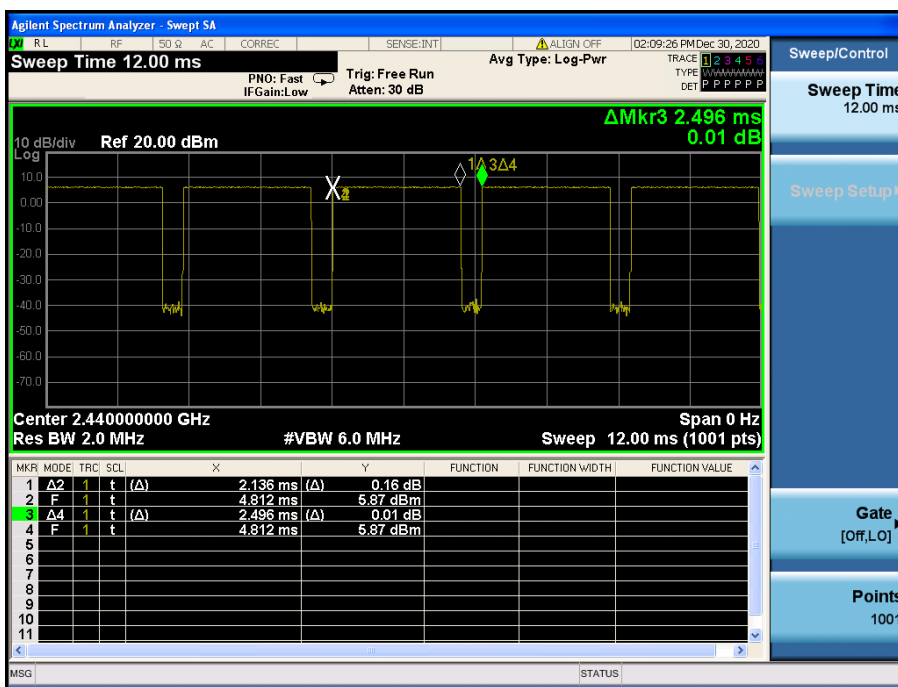 Agilent Spectrum Analyzer - Swept SA
LXI RL RF 50 Ω AC CORREC SENSE:INT ALIGN OFF 02:09:26 PM Dec 30, 2020
Sweep Time 12.00 ms
Avg Type: Log-Pwr
TRACE 1 2 3 4 5 6
PNO: Fast Trig: Free Run
TYPE WWWWWW
IFGain:Low Atten: 30 dB
DET P P P P P P
ΔMkr3 2.496 ms
0.01 dB
10 dB/div Ref 20.00 dBm
Log
10.0
0.00
-10.0
-20.0
-30.0
-40.0
-50.0
-60.0
-70.0
1Δ 3Δ4
Center 2.440000000 GHz Span 0 Hz
Res BW 2.0 MHz #VBW 6.0 MHz Sweep 12.00 ms (1001 pts)
MKR MODE TRC SCL X Y FUNCTION FUNCTION WIDTH FUNCTION VALUE
1 Δ2 1 t (Δ) 2.136 ms (Δ) 0.16 dB
2 F 1 t 4.812 ms 5.87 dBm
3 Δ4 1 t (Δ) 2.496 ms (Δ) 0.01 dB
4 F 1 t 4.812 ms 5.87 dBm
5
6
7
8
9
10
11
MSG STATUS
Sweep/Control
Sweep Time
12.00 ms
Sweep Setup
Gate
[Off,LO]
Points
1001